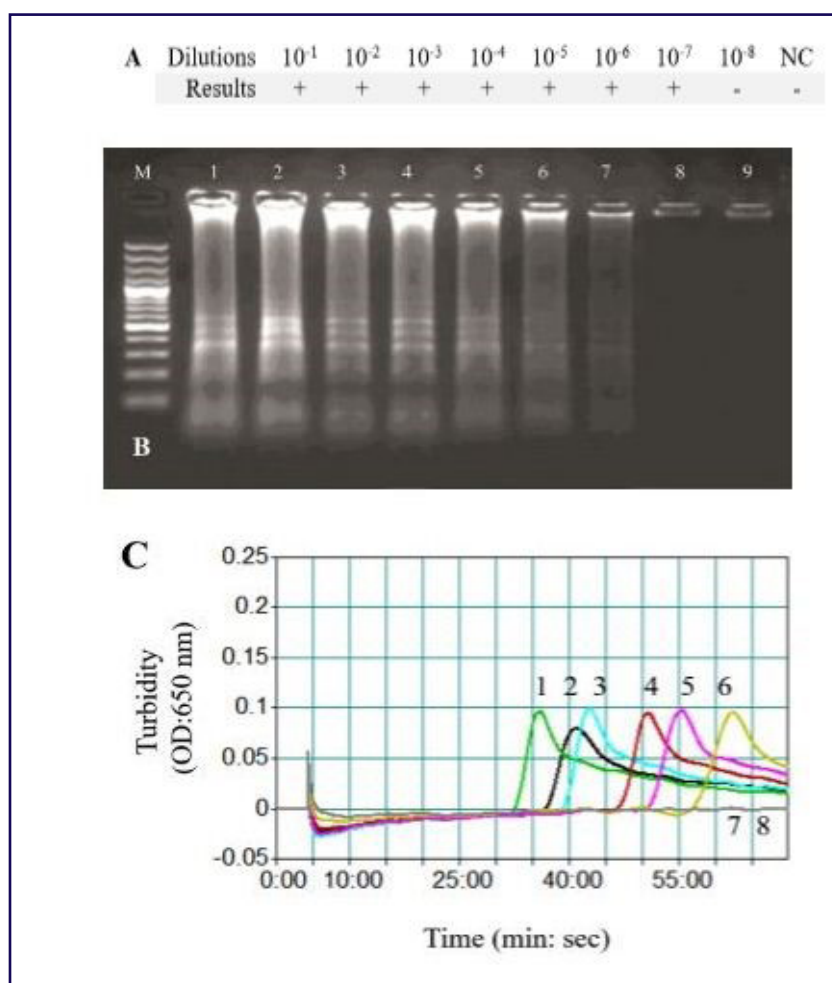 A Dilutions 10⁻¹ 10⁻² 10⁻³ 10⁻⁴ 10⁻⁵ 10⁻⁶ 10⁻⁷ 10⁻⁸ NC
Results + + + + + + + - -
M 1 2 3 4 5 6 7 8 9
B
C
Turbidity
(OD:650 nm)
0.25
0.2
0.15
0.1
0.05
0
-0.05
1 2 3 4 5 6
7 8
0:00 10:00 25:00 40:00 55:00
Time (min: sec)